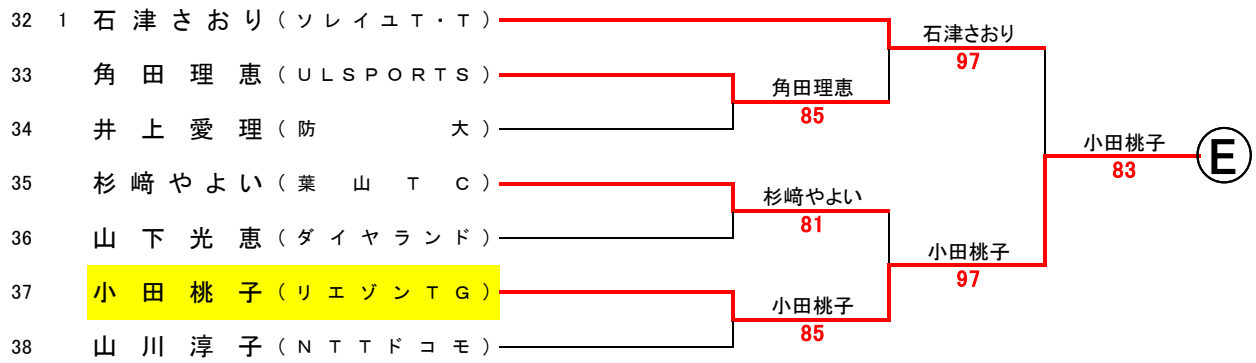 32 1 石津さおり(ソレイユT・T)
33 角田理恵(ULSPORTS)
34 井上愛理(防大)
35 杉﨑やよい(葉山TC)
36 山下光恵(ダイヤランド)
37 小田桃子(リエゾンTG)
38 山川淳子(NTTドコモ)
角田理恵
85
杉﨑やよい
81
小田桃子
85
石津さおり
97
小田桃子
97
小田桃子
83
E